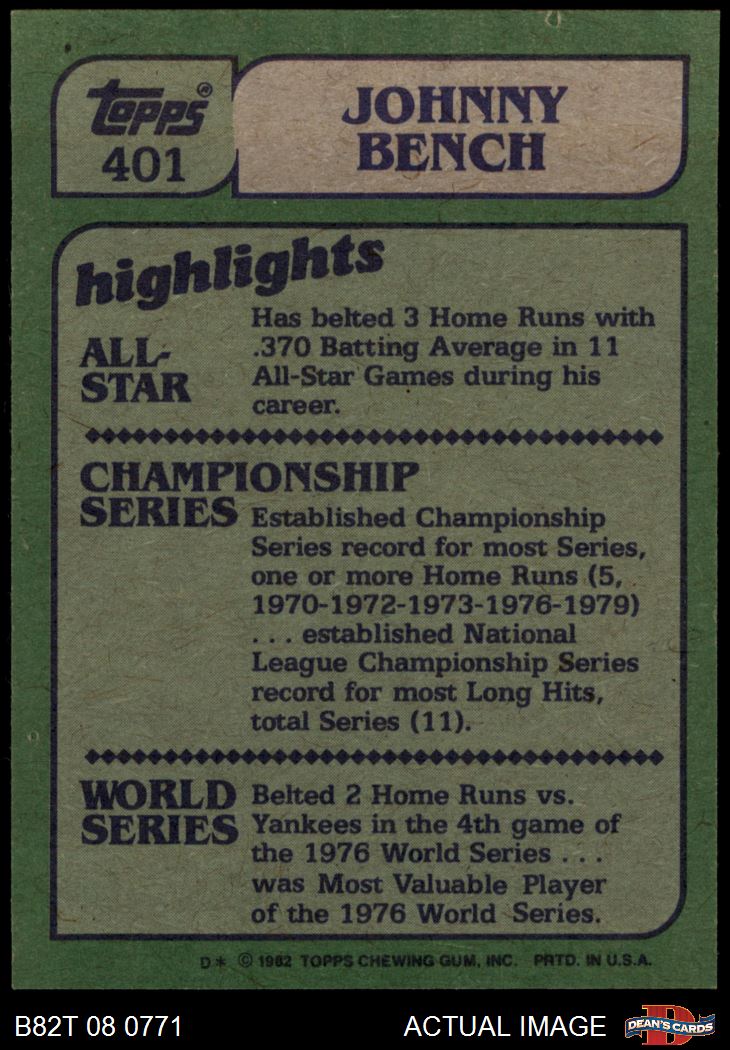 topps®
401
JOHNNY
BENCH
highlights
ALL-
STAR
Has belted 3 Home Runs with
.370 Batting Average in 11
All-Star Games during his
career.
CHAMPIONSHIP
SERIES
Established Championship
Series record for most Series,
one or more Home Runs (5,
1970-1972-1973-1976-1979)
. . . established National
League Championship Series
record for most Long Hits,
total Series (11).
WORLD
SERIES
Belted 2 Home Runs vs.
Yankees in the 4th game of
the 1976 World Series . . .
was Most Valuable Player
of the 1976 World Series.
D* © 1982 TOPPS CHEWING GUM, INC. PRTD. IN U.S.A.
B82T 08 0771
ACTUAL IMAGE
D
DEAN'S CARDS